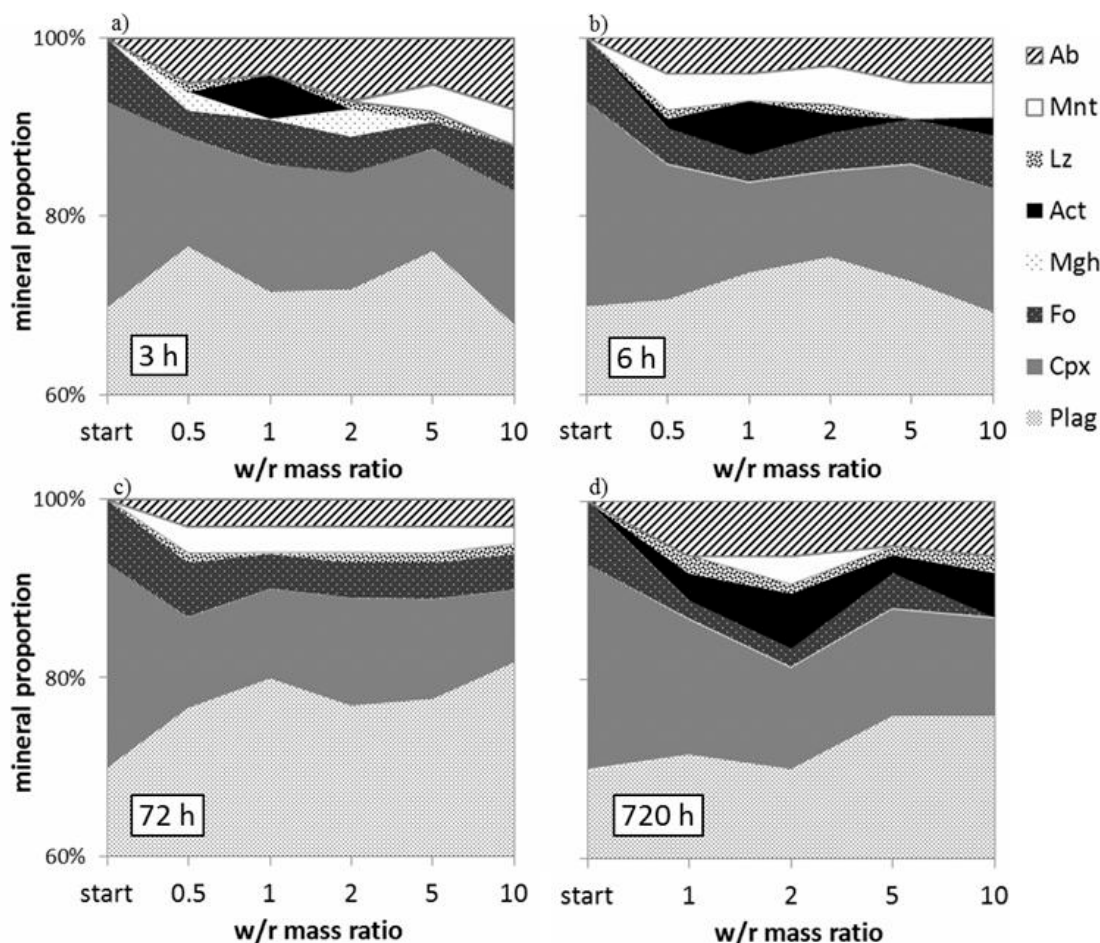 a)
100%
80%
60%
mineral proportion
3 h
start 0.5 1 2 5 10
w/r mass ratio
b)
6 h
start 0.5 1 2 5 10
w/r mass ratio
Ab
Mnt
Lz
Act
Mgh
Fo
Cpx
Plag
c)
100%
80%
60%
mineral proportion
72 h
start 0.5 1 2 5 10
w/r mass ratio
d)
720 h
start 1 2 5 10
w/r mass ratio